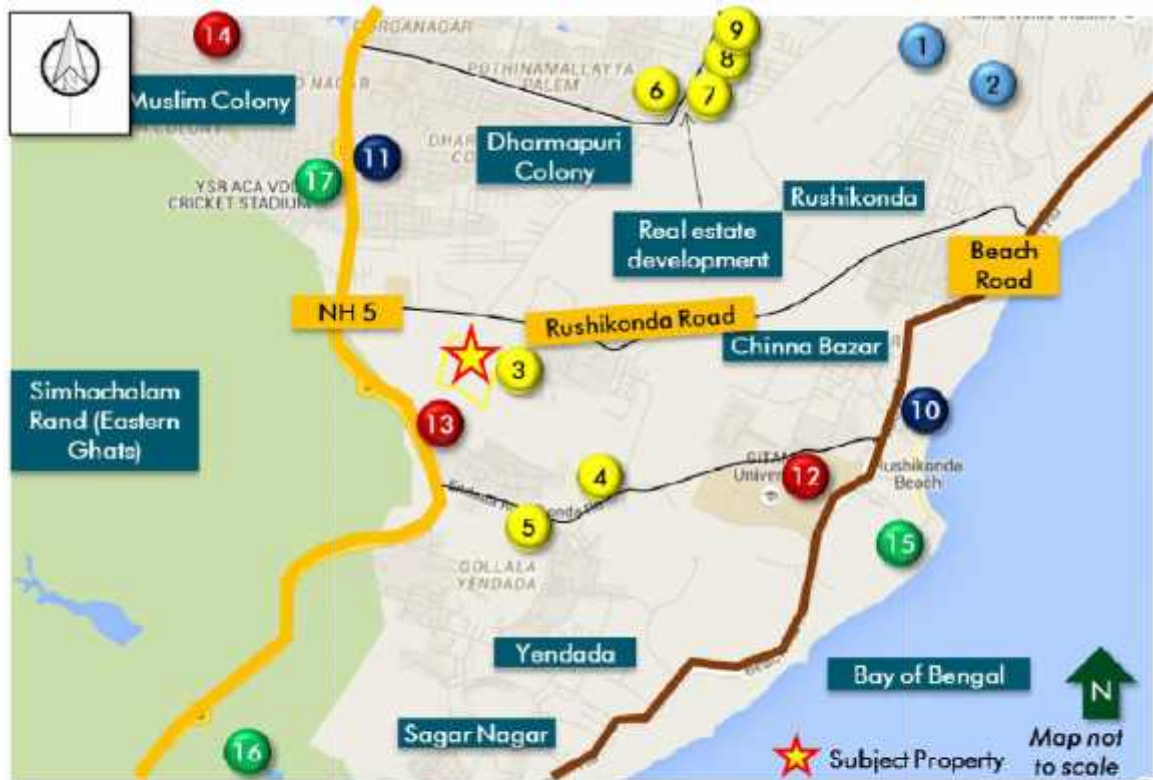 14
Muslim Colony
POTHINAMALLAYYA
PALEM
9
8
6
7
1
2
11
17
YSR ACA VDC
CRICKET STADIUM
Dharmapuri
Colony
Rushikonda
Real estate
development
Beach
Road
NH 5
Rushikonda Road
Chinna Bazar
3
Simhachalam
Rand (Eastern
Ghats)
13
10
4
12
Rushikonda
Beach
5
15
GOLLALA
YENDADA
Yendada
Bay of Bengal
N
Sagar Nagar
16
Subject Property
Map not
to scale